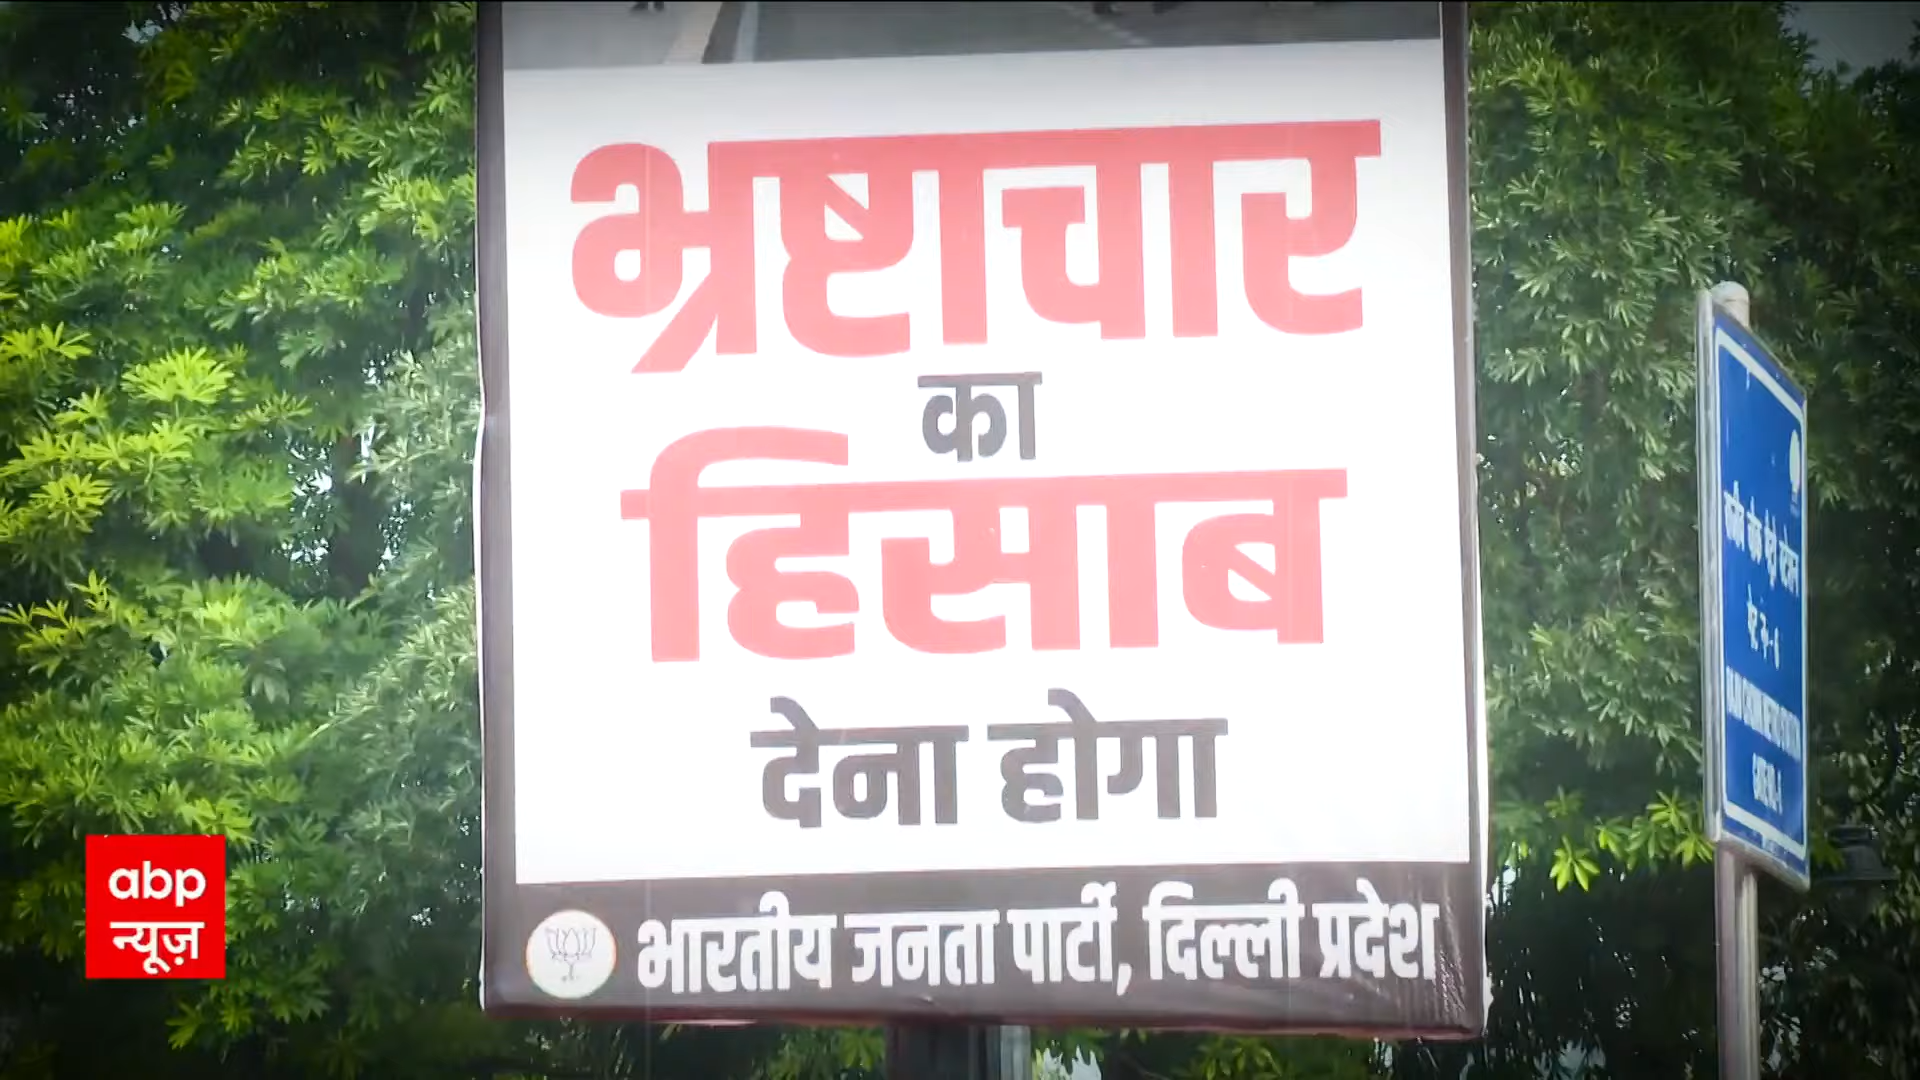 भ्रष्टाचार
का
हिसाब
देना होगा
भारतीय जनता पार्टी, दिल्ली प्रदेश
abp
न्यूज़